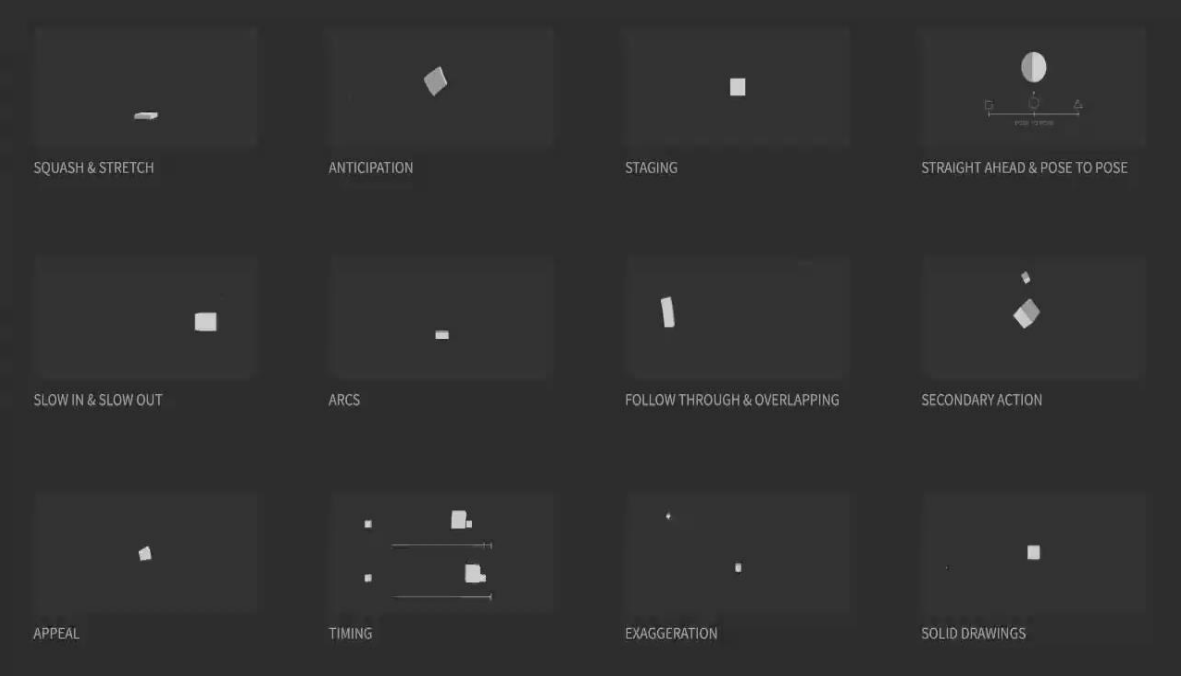 SQUASH & STRETCH
ANTICIPATION
STAGING
POSE TO POSE
STRAIGHT AHEAD & POSE TO POSE
SLOW IN & SLOW OUT
ARCS
FOLLOW THROUGH & OVERLAPPING
SECONDARY ACTION
APPEAL
TIMING
EXAGGERATION
SOLID DRAWINGS